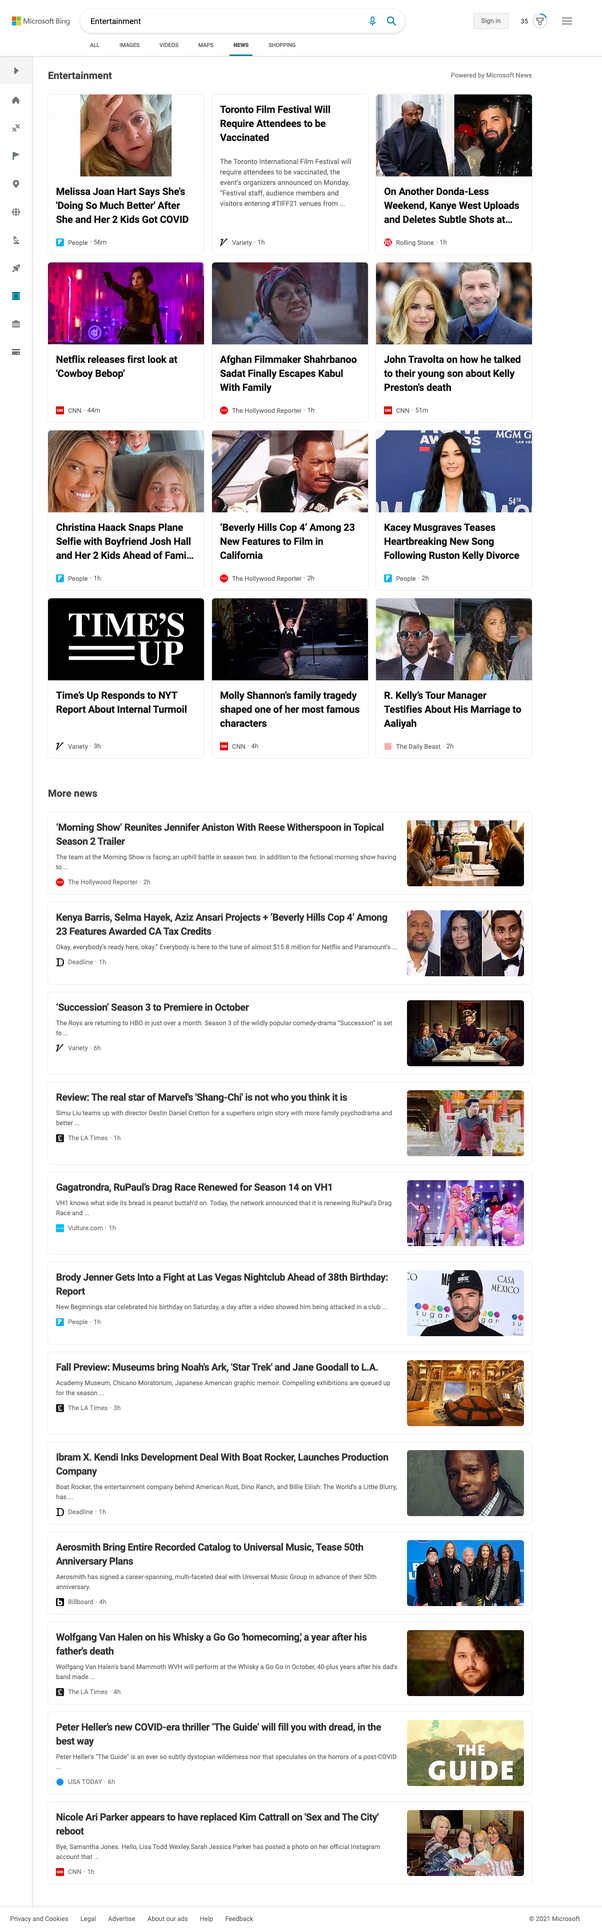 Microsoft Bing
Entertainment
Sign in
35
ALL
IMAGES
VIDEOS
MAPS
NEWS
SHOPPING
Entertainment
Powered by Microsoft News
Melissa Joan Hart Says She's
'Doing So Much Better' After
She and Her 2 Kids Got COVID
People · 56m
Toronto Film Festival Will
Require Attendees to be
Vaccinated
The Toronto International Film Festival will
require attendees to be vaccinated, the
event's organizers announced on Monday.
"Festival staff, audience members and
visitors entering #TIFF21 venues from ...
Variety · 1h
On Another Donda-Less
Weekend, Kanye West Uploads
and Deletes Subtle Shots at...
Rolling Stone · 1h
Netflix releases first look at
'Cowboy Bebop'
CNN · 44m
Afghan Filmmaker Shahrbanoo
Sadat Finally Escapes Kabul
With Family
The Hollywood Reporter · 1h
John Travolta on how he talked
to their young son about Kelly
Preston's death
CNN · 51m
Christina Haack Snaps Plane
Selfie with Boyfriend Josh Hall
and Her 2 Kids Ahead of Fami...
People · 1h
'Beverly Hills Cop 4' Among 23
New Features to Film in
California
The Hollywood Reporter · 2h
AWARDS
MGM G
54TH
Kacey Musgraves Teases
Heartbreaking New Song
Following Ruston Kelly Divorce
People · 2h
TIME'S
UP
Time's Up Responds to NYT
Report About Internal Turmoil
Variety · 3h
Molly Shannon's family tragedy
shaped one of her most famous
characters
CNN · 4h
R. Kelly's Tour Manager
Testifies About His Marriage to
Aaliyah
The Daily Beast · 2h
More news
'Morning Show' Reunites Jennifer Aniston With Reese Witherspoon in Topical
Season 2 Trailer
The team at the Morning Show is facing an uphill battle in season two. In addition to the fictional morning show having
to ...
The Hollywood Reporter · 2h
Kenya Barris, Selma Hayek, Aziz Ansari Projects + 'Beverly Hills Cop 4' Among
23 Features Awarded CA Tax Credits
Okay, everybody's ready here, okay," Everybody is here to the tune of almost $15.8 million for Netflix and Paramount's ...
Deadline · 1h
'Succession' Season 3 to Premiere in October
The Roys are returning to HBO in just over a month. Season 3 of the wildly popular comedy-drama "Succession" is set
to ...
Variety · 6h
Review: The real star of Marvel's 'Shang-Chi' is not who you think it is
Simu Liu teams up with director Destin Daniel Cretton for a superhero origin story with more family psychodrama and
better ...
The LA Times · 1h
Gagatrondra, RuPaul's Drag Race Renewed for Season 14 on VH1
VH1 knows what side its bread is peanut buttah'd on. Today, the network announced that it is renewing RuPaul's Drag
Race and ...
Vulture.com · 1h
Brody Jenner Gets Into a Fight at Las Vegas Nightclub Ahead of 38th Birthday:
Report
New Beginnings star celebrated his birthday on Saturday, a day after a video showed him being attacked in a club ...
People · 1h
CASA
MÉXICO
sugar
Fall Preview: Museums bring Noah's Ark, 'Star Trek' and Jane Goodall to L.A.
Academy Museum, Chicano Moratorium, Japanese American graphic memoir. Compelling exhibitions are queued up
for the season ...
The LA Times · 3h
Ibram X. Kendi Inks Development Deal With Boat Rocker, Launches Production
Company
Boat Rocker, the entertainment company behind American Rust, Dino Ranch, and Billie Eilish: The World's a Little Blurry,
has ...
Deadline · 1h
Aerosmith Bring Entire Recorded Catalog to Universal Music, Tease 50th
Anniversary Plans
Aerosmith has signed a career-spanning, multi-faceted deal with Universal Music Group in advance of their 50th
anniversary.
Billboard · 4h
Wolfgang Van Halen on his Whisky a Go Go 'homecoming,' a year after his
father's death
Wolfgang Van Halen's band Mammoth WVH will perform at the Whisky a Go Go in October, 40-plus years after his dad's
band made ...
The LA Times · 4h
Peter Heller's new COVID-era thriller 'The Guide' will fill you with dread, in the
best way
Peter Heller's "The Guide" is an ever so subtly dystopian wilderness noir that speculates on the horrors of a post-COVID
...
USA TODAY · 6h
THE
GUIDE
Nicole Ari Parker appears to have replaced Kim Cattrall on 'Sex and The City'
reboot
Bye, Samantha Jones. Hello, Lisa Todd Wexley.Sarah Jessica Parker has posted a photo on her official Instagram
account that ...
CNN · 1h
Privacy and Cookies
Legal
Advertise
About our ads
Help
Feedback
© 2021 Microsoft